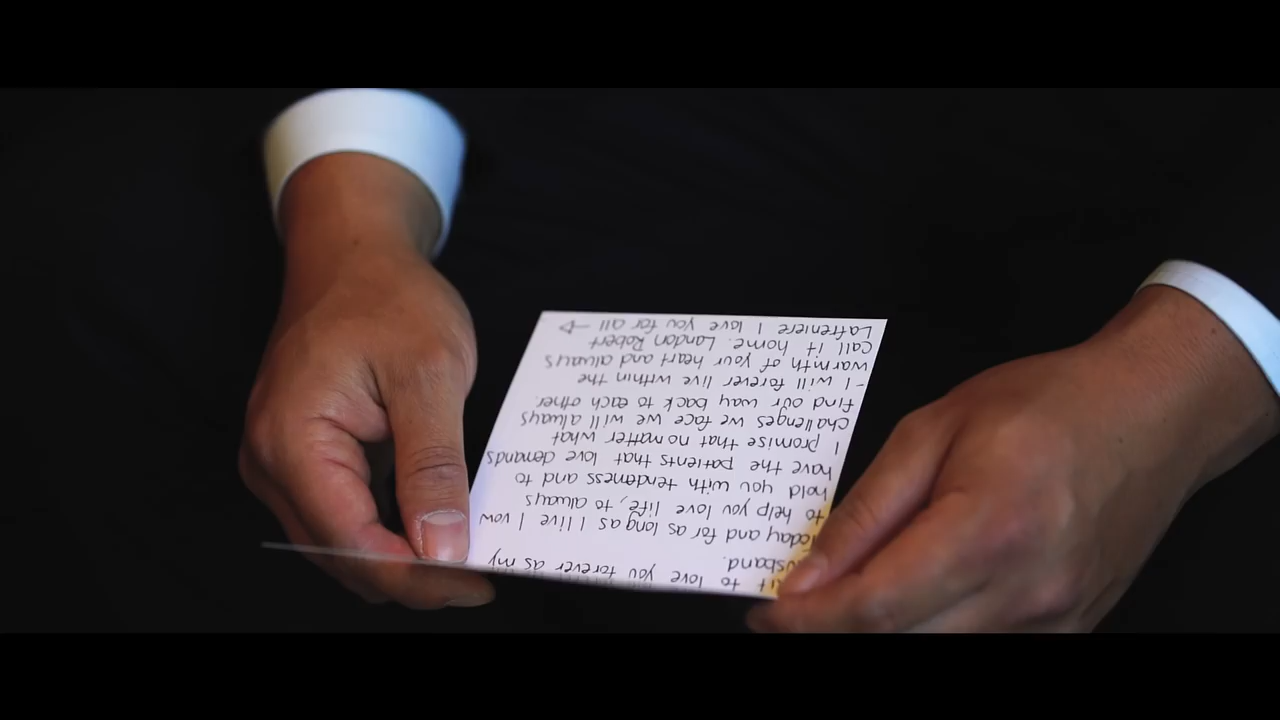 to love you forever as my
husband.
Today and for as long as I live I vow
to help you love life, to always
hold you with tendeness and to
have the patients that love demands
I promise that no matter what
challenges we face we will always
find our way back to each other.
- I will forever live within the
warmth of your heart and always
call it home. Landon Robert
Lafreniere I love you for all →